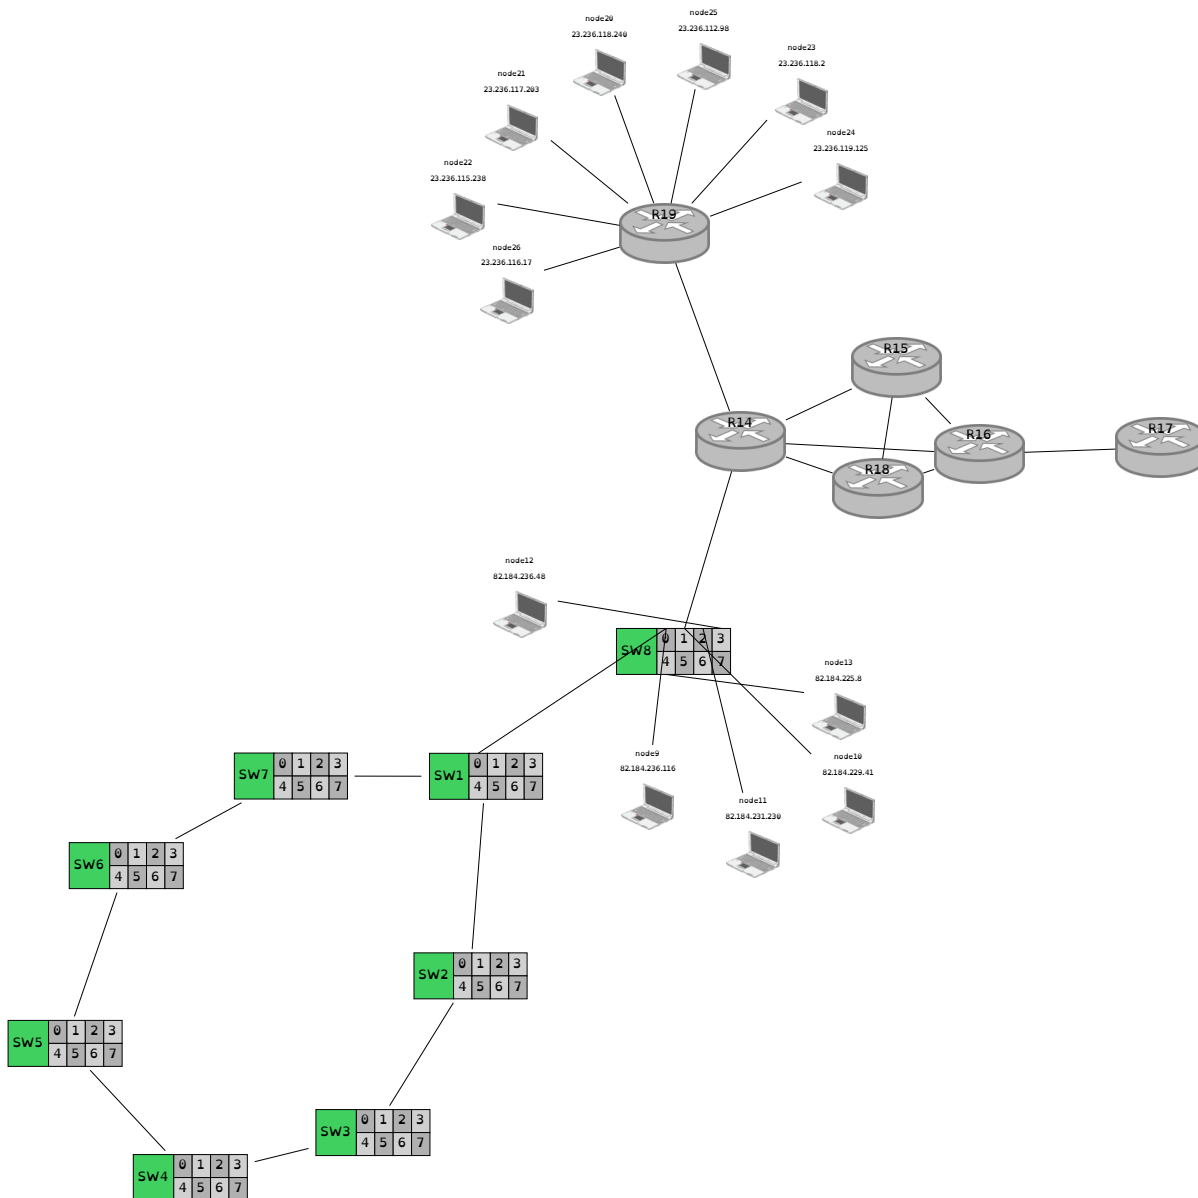 node20
23.236.118.240
node25
23.236.112.98
node23
23.236.118.2
node21
23.236.117.203
node24
23.236.119.125
node22
23.236.115.238
R19
node26
23.236.116.17
R15
R14
R16
R17
R18
node12
82.184.236.48
SW8
0 1 2 3
4 5 6 7
node13
82.184.225.8
node9
82.184.236.116
node10
82.184.229.41
node11
82.184.231.230
SW7
0 1 2 3
4 5 6 7
SW1
0 1 2 3
4 5 6 7
SW6
0 1 2 3
4 5 6 7
SW2
0 1 2 3
4 5 6 7
SW5
0 1 2 3
4 5 6 7
SW3
0 1 2 3
4 5 6 7
SW4
0 1 2 3
4 5 6 7